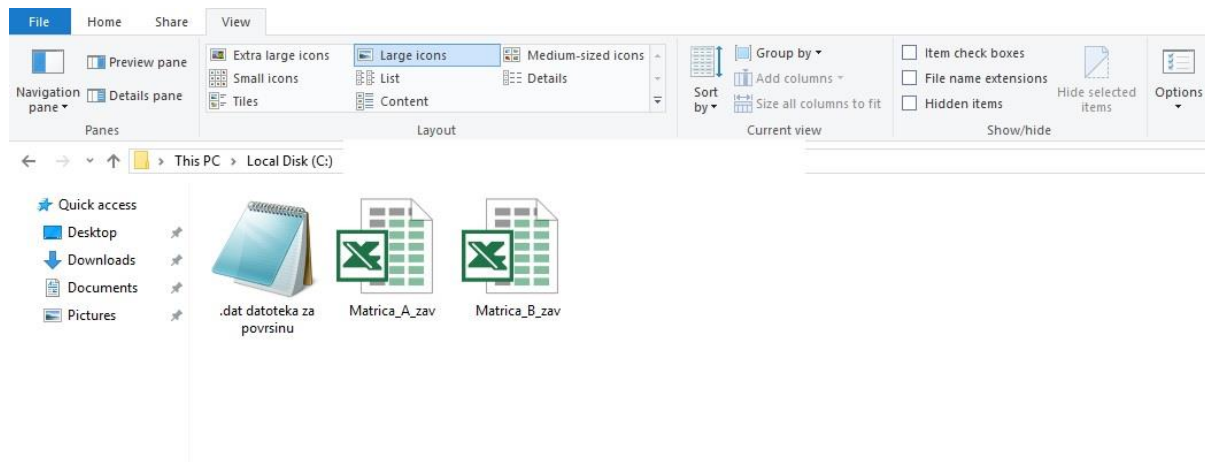 File Home Share View
Navigation pane
Preview pane
Details pane
Panes
Extra large icons Large icons Medium-sized icons
Small icons List Details
Tiles Content
Layout
Sort by
Group by
Add columns
Size all columns to fit
Current view
Item check boxes
File name extensions
Hidden items
Hide selected items
Show/hide
Options
This PC > Local Disk (C:)
Quick access
Desktop
Downloads
Documents
Pictures
.dat datoteka za
povrsinu
Matrica_A_zav
Matrica_B_zav